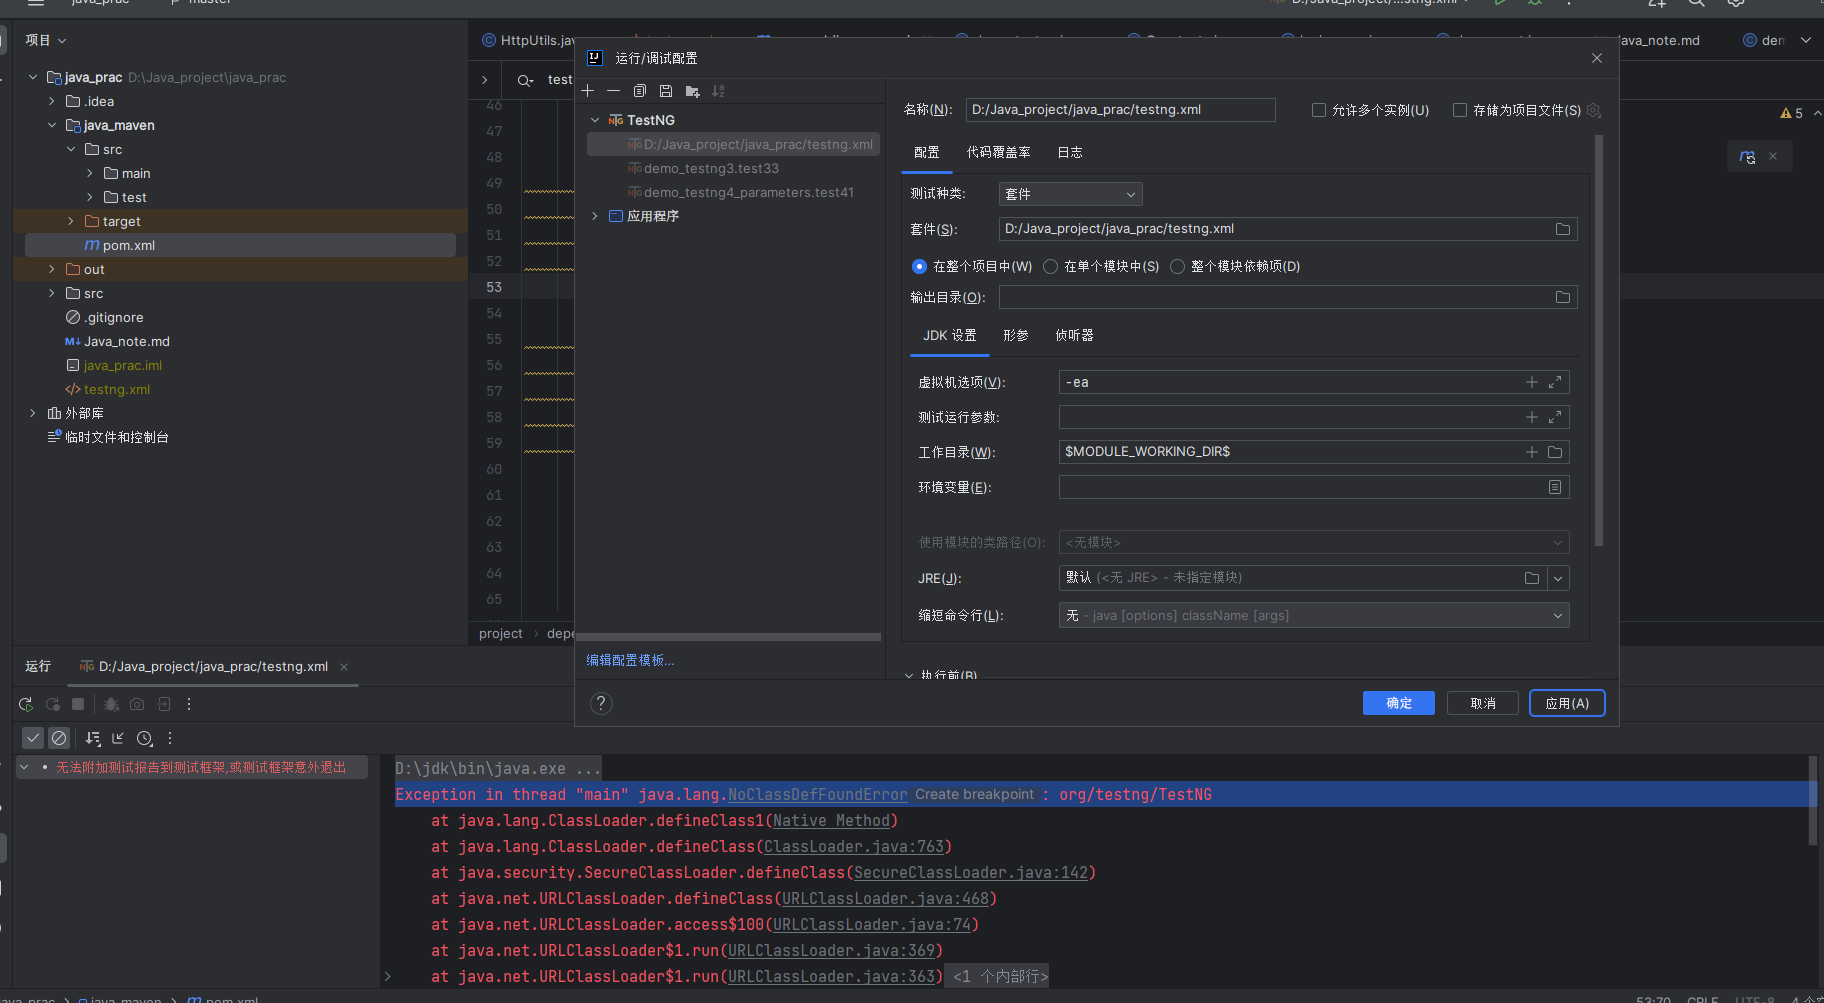 java_prac
master
D:/Java_project/...stng.xml
项目
HttpUtils.jav
ava_note.md
der
java_prac D:\Java_project\java_prac
.idea
java_maven
src
main
test
target
pom.xml
out
src
.gitignore
Java_note.md
java_prac.iml
testng.xml
外部库
临时文件和控制台
test
5
46
47
48
49
50
51
52
53
54
55
56
57
58
59
60
61
62
63
64
65
project › depe
运行/调试配置
TestNG
D:/Java_project/java_prac/testng.xml
demo_testng3.test33
demo_testng4_parameters.test41
应用程序
编辑配置模板...
名称(N): D:/Java_project/java_prac/testng.xml 允许多个实例(U) 存储为项目文件(S)
配置 代码覆盖率 日志
测试种类: 套件
套件(S): D:/Java_project/java_prac/testng.xml
在整个项目中(W) 在单个模块中(S) 整个模块依赖项(D)
输出目录(O):
JDK 设置 形参 侦听器
虚拟机选项(V): -ea
测试运行参数:
工作目录(W): $MODULE_WORKING_DIR$
环境变量(E):
使用模块的类路径(O): <无模块>
JRE(J): 默认 (<无 JRE> - 未指定模块)
缩短命令行(L): 无 - java [options] className [args]
执行前(B)
? 确定 取消 应用(A)
运行 D:/Java_project/java_prac/testng.xml
无法附加测试报告到测试框架,或测试框架意外退出
D:\jdk\bin\java.exe ...
Exception in thread "main" java.lang.NoClassDefFoundError Create breakpoint : org/testng/TestNG
at java.lang.ClassLoader.defineClass1(Native Method)
at java.lang.ClassLoader.defineClass(ClassLoader.java:763)
at java.security.SecureClassLoader.defineClass(SecureClassLoader.java:142)
at java.net.URLClassLoader.defineClass(URLClassLoader.java:468)
at java.net.URLClassLoader.access$100(URLClassLoader.java:74)
at java.net.URLClassLoader$1.run(URLClassLoader.java:369)
at java.net.URLClassLoader$1.run(URLClassLoader.java:363) <1 个内部行>
ava_prac › java_maven › pom.xml
53:70 CRLF UTF-8 4 个空